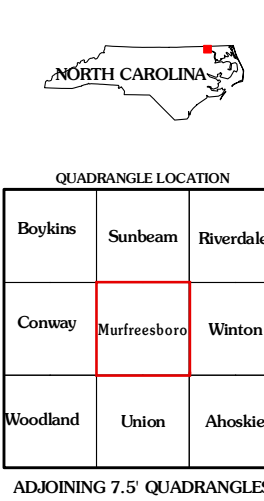 NORTH CAROLINA
QUADRANGLE LOCATION
Boykins Sunbeam Riverdale
Conway Murfreesboro Winton
Woodland Union Ahoskie
ADJOINING 7.5' QUADRANGLES